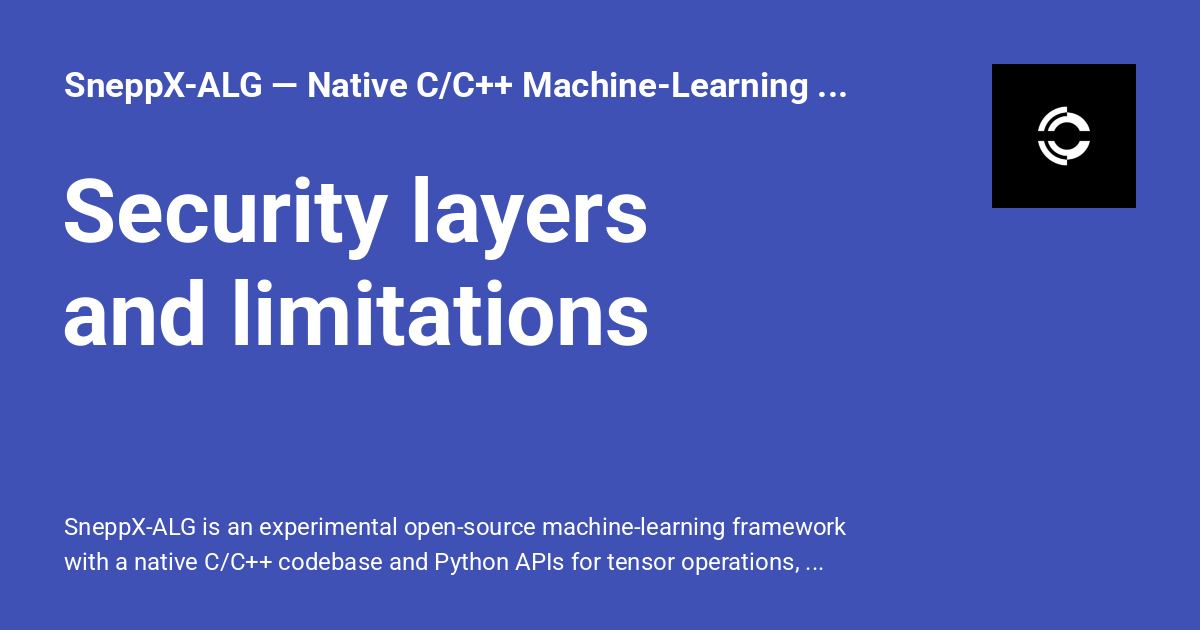 SneppX-ALG — Native C/C++ Machine-Learning ...
Security layers
and limitations
SneppX-ALG is an experimental open-source machine-learning framework
with a native C/C++ codebase and Python APIs for tensor operations, ...